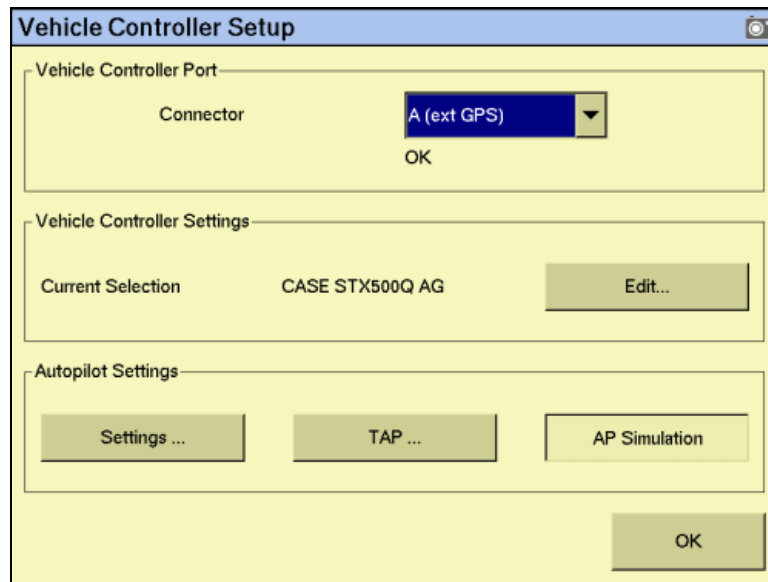 Vehicle Controller Setup
Vehicle Controller Port
Connector
A (ext GPS)
OK
Vehicle Controller Settings
Current Selection
CASE STX500Q AG
Edit...
Autopilot Settings
Settings ...
TAP ...
AP Simulation
OK